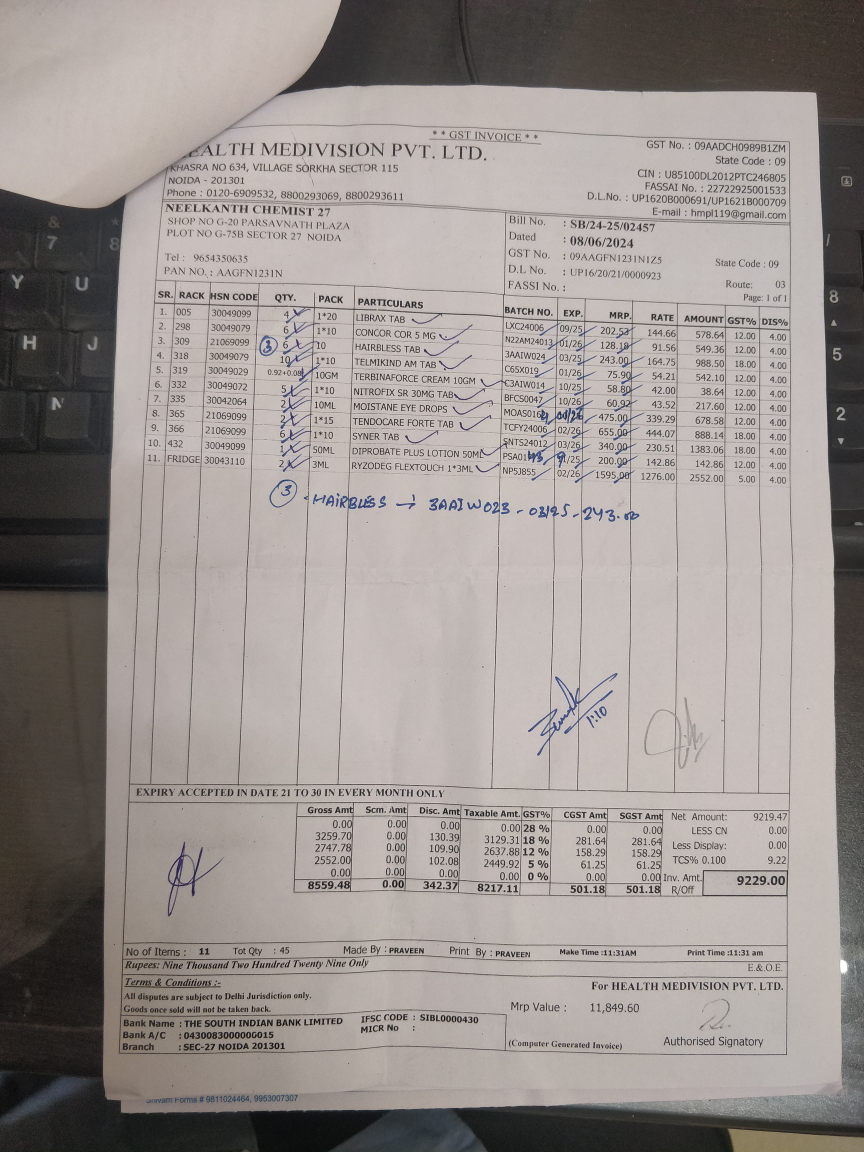 * * GST INVOICE * *
HEALTH MEDIVISION PVT. LTD.
KHASRA NO 634, VILLAGE SORKHA SECTOR 115
NOIDA - 201301
Phone : 0120-6909532, 8800293069, 8800293611
GST No. : 09AADCH0989B1ZM
State Code : 09
CIN : U85100DL2012PTC246805
FASSAI No. : 22722925001533
D.L.No. : UP1620B000691/UP1621B000709
E-mail : hmpl119@gmail.com
NEELKANTH CHEMIST 27
SHOP NO G-20 PARSAVNATH PLAZA
PLOT NO G-75B SECTOR 27 NOIDA
Tel : 9654350635
PAN NO. : AAGFN1231N
Bill No. : SB/24-25/02457
Dated : 08/06/2024
GST No. : 09AAGFN1231N1Z5 State Code : 09
D.L No. : UP16/20/21/0000923
FASSI No. : Route: 03
Page: 1 of 1
SR. RACK HSN CODE QTY. PACK PARTICULARS BATCH NO. EXP. MRP. RATE AMOUNT GST% DIS%
1. 005 30049099 4 1*20 LIBRAX TAB LXC24006 09/25 202.53 144.66 578.64 12.00 4.00
2. 298 30049079 6 1*10 CONCOR COR 5 MG N22AM24013 01/26 128.18 91.56 549.36 12.00 4.00
3. 309 21069099 3 6 10 HAIRBLESS TAB 3AAIW024 03/25 243.00 164.75 988.50 18.00 4.00
4. 318 30049079 10 1*10 TELMIKIND AM TAB C65X019 01/26 75.90 54.21 542.10 12.00 4.00
5. 319 30049029 0.92+0.08 10GM TERBINAFORCE CREAM 10GM C3AIW014 10/25 58.80 42.00 38.64 12.00 4.00
6. 332 30049072 5 1*10 NITROFIX SR 30MG TAB BFCS0047 10/26 60.92 43.52 217.60 12.00 4.00
7. 335 30042064 2 10ML MOISTANE EYE DROPS 475.00 339.29 678.58 12.00 4.00
8. 365 21069099 2 1*15 TENDOCARE FORTE TAB TCFY24006 02/26 655.00 444.07 888.14 18.00 4.00
9. 366 21069099 6 1*10 SYNER TAB SNTS24012 03/26 340.00 230.51 1383.06 18.00 4.00
10. 432 30049099 1 50ML DIPROBATE PLUS LOTION 50ML 200.00 142.86 142.86 12.00 4.00
11. FRIDGE 30043110 2 3ML RYZODEG FLEXTOUCH 1*3ML NP5J855 02/26 1595.00 1276.00 2552.00 5.00 4.00
3 - HAIRBLESS → 3AAIW023 - 03/25 - 243.00
1:10
EXPIRY ACCEPTED IN DATE 21 TO 30 IN EVERY MONTH ONLY
Gross Amt Scm. Amt Disc. Amt Taxable Amt. GST% CGST Amt SGST Amt
0.00 0.00 0.00 0.00 28 % 0.00 0.00
3259.70 0.00 130.39 3129.31 18 % 281.64 281.64
2747.78 0.00 109.90 2637.88 12 % 158.29 158.29
2552.00 0.00 102.08 2449.92 5 % 61.25 61.25
0.00 0.00 0.00 0.00 0 % 0.00 0.00
8559.48 0.00 342.37 8217.11 501.18 501.18
Net Amount: 9219.47
LESS CN 0.00
Less Display: 0.00
TCS% 0.100 9.22
Inv. Amt. 9229.00
R/Off
No of Items : 11 Tot Qty : 45 Made By : PRAVEEN Print By : PRAVEEN Make Time :11:31AM Print Time :11:31 am
Rupees: Nine Thousand Two Hundred Twenty Nine Only E.& O.E.
Terms & Conditions :-
All disputes are subject to Delhi Jurisdiction only.
Goods once sold will not be taken back.
For HEALTH MEDIVISION PVT. LTD.
Bank Name : THE SOUTH INDIAN BANK LIMITED IFSC CODE : SIBL0000430
Bank A/C : 0430083000000015 MICR No :
Branch : SEC-27 NOIDA 201301
Mrp Value : 11,849.60
(Computer Generated Invoice)
Authorised Signatory
Shivam Forms # 9811024464, 9953007307
7
8
Y
U
H
J
N
8
5
2